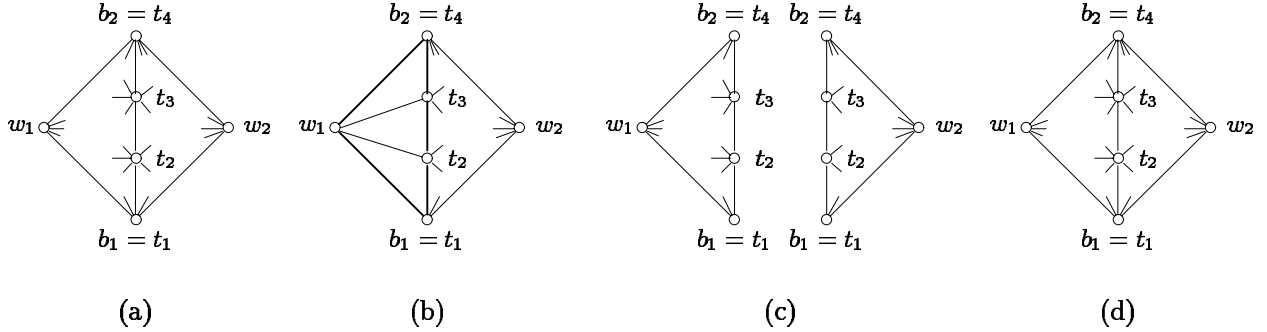 b₂ = t₄ b₂ = t₄ b₂ = t₄ b₂ = t₄ b₂ = t₄
t₃ t₃ t₃ t₃ t₃
w₁ w₂ w₁ w₂ w₁ w₂ w₁ w₂
t₂ t₂ t₂ t₂ t₂
b₁ = t₁ b₁ = t₁ b₁ = t₁ b₁ = t₁ b₁ = t₁
(a) (b) (c) (d)